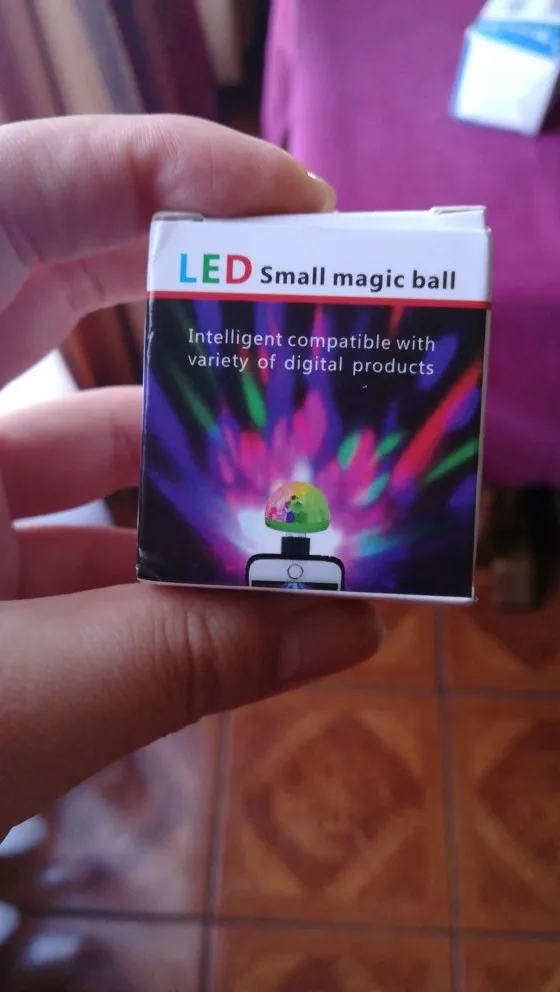 LED Small magic ball
Intelligent compatible with
variety of digital products